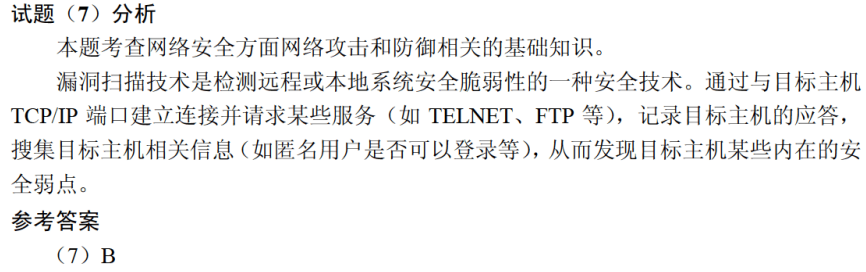 试题（7）分析
本题考查网络安全方面网络攻击和防御相关的基础知识。
漏洞扫描技术是检测远程或本地系统安全脆弱性的一种安全技术。通过与目标主机
TCP/IP 端口建立连接并请求某些服务（如 TELNET、FTP 等），记录目标主机的应答，
搜集目标主机相关信息（如匿名用户是否可以登录等），从而发现目标主机某些内在的安
全弱点。
参考答案
（7）B